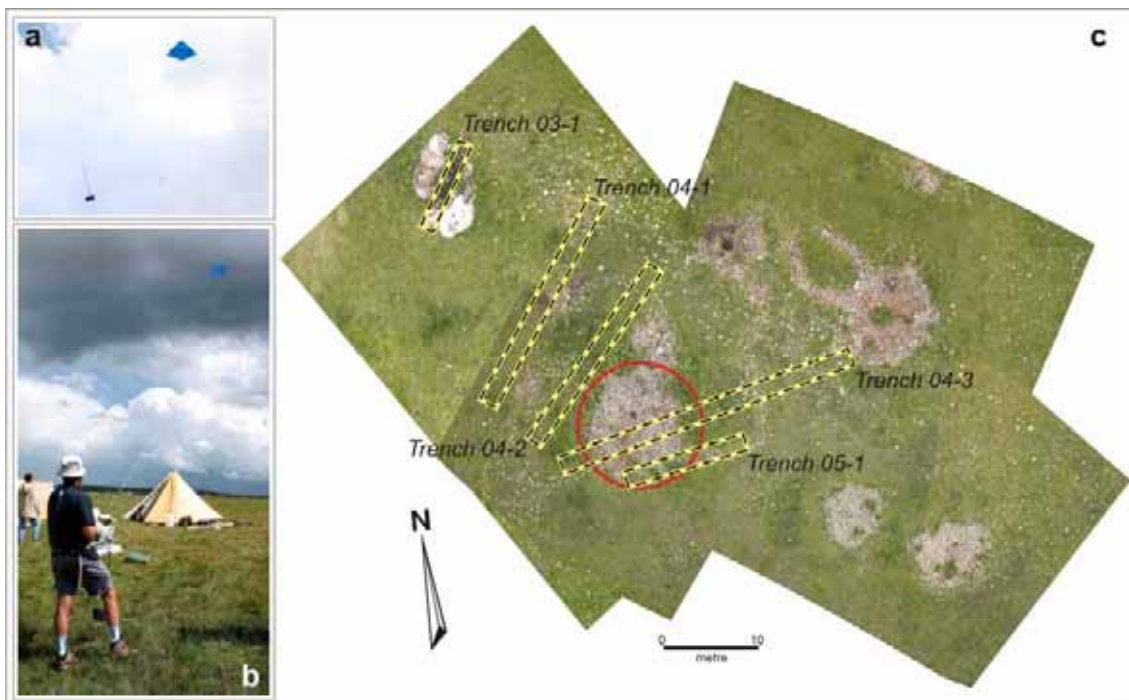 a
c
Trench 03-1
Trench 04-1
Trench 04-3
Trench 04-2
Trench 05-1
N
0 10
metre
b